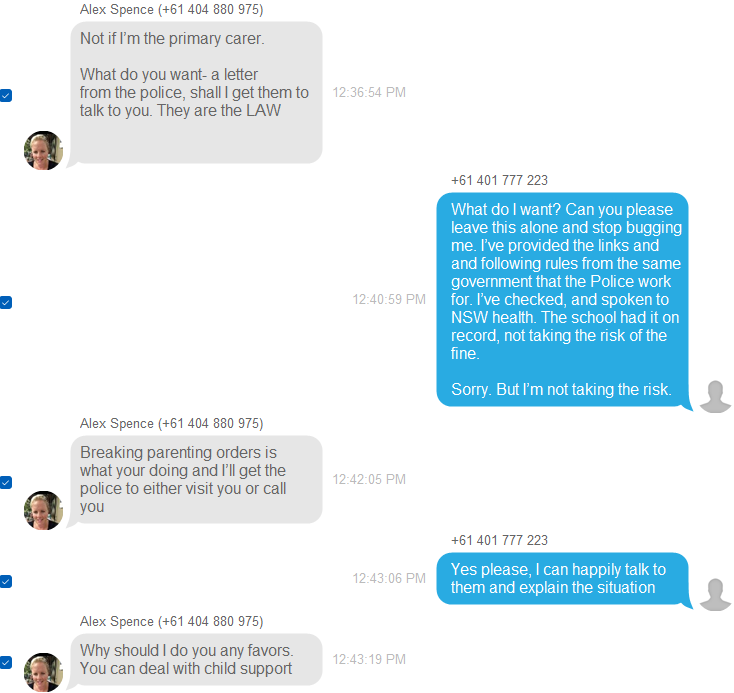 Alex Spence (+61 404 880 975)
Not if I'm the primary carer.
What do you want- a letter
from the police, shall I get them to
talk to you. They are the LAW
12:36:54 PM
+61 401 777 223
What do I want? Can you please
leave this alone and stop bugging
me. I've provided the links and
and following rules from the same
government that the Police work
for. I've checked, and spoken to
NSW health. The school had it on
record, not taking the risk of the
fine.
Sorry. But I'm not taking the risk.
12:40:59 PM
Alex Spence (+61 404 880 975)
Breaking parenting orders is
what your doing and I'll get the
police to either visit you or call
you
12:42:05 PM
+61 401 777 223
Yes please, I can happily talk to
them and explain the situation
12:43:06 PM
Alex Spence (+61 404 880 975)
Why should I do you any favors.
You can deal with child support
12:43:19 PM